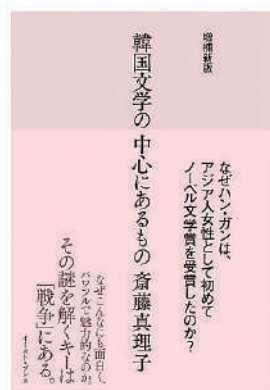 増補新版
なぜハン・ガンは、
アジア人女性として初めて
ノーベル文学賞を受賞したのか?
韓国文学の中心にあるもの 斎藤真理子
なぜこんなにも面白く、
パワフルで魅力的なのか。
その謎を解くキーは
「戦争」にある。
イースト・プレス